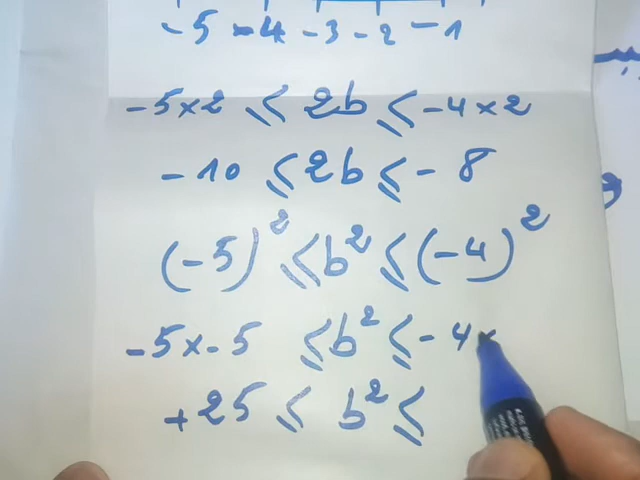 -5 -4 -3 -2 -1
-5×2 ≤ 2b ≤ -4×2
-10 ≤ 2b ≤ -8
(-5)² ≤ b² ≤ (-4)²
-5×-5 ≤ b² ≤ -4×
+25 ≤ b² ≤